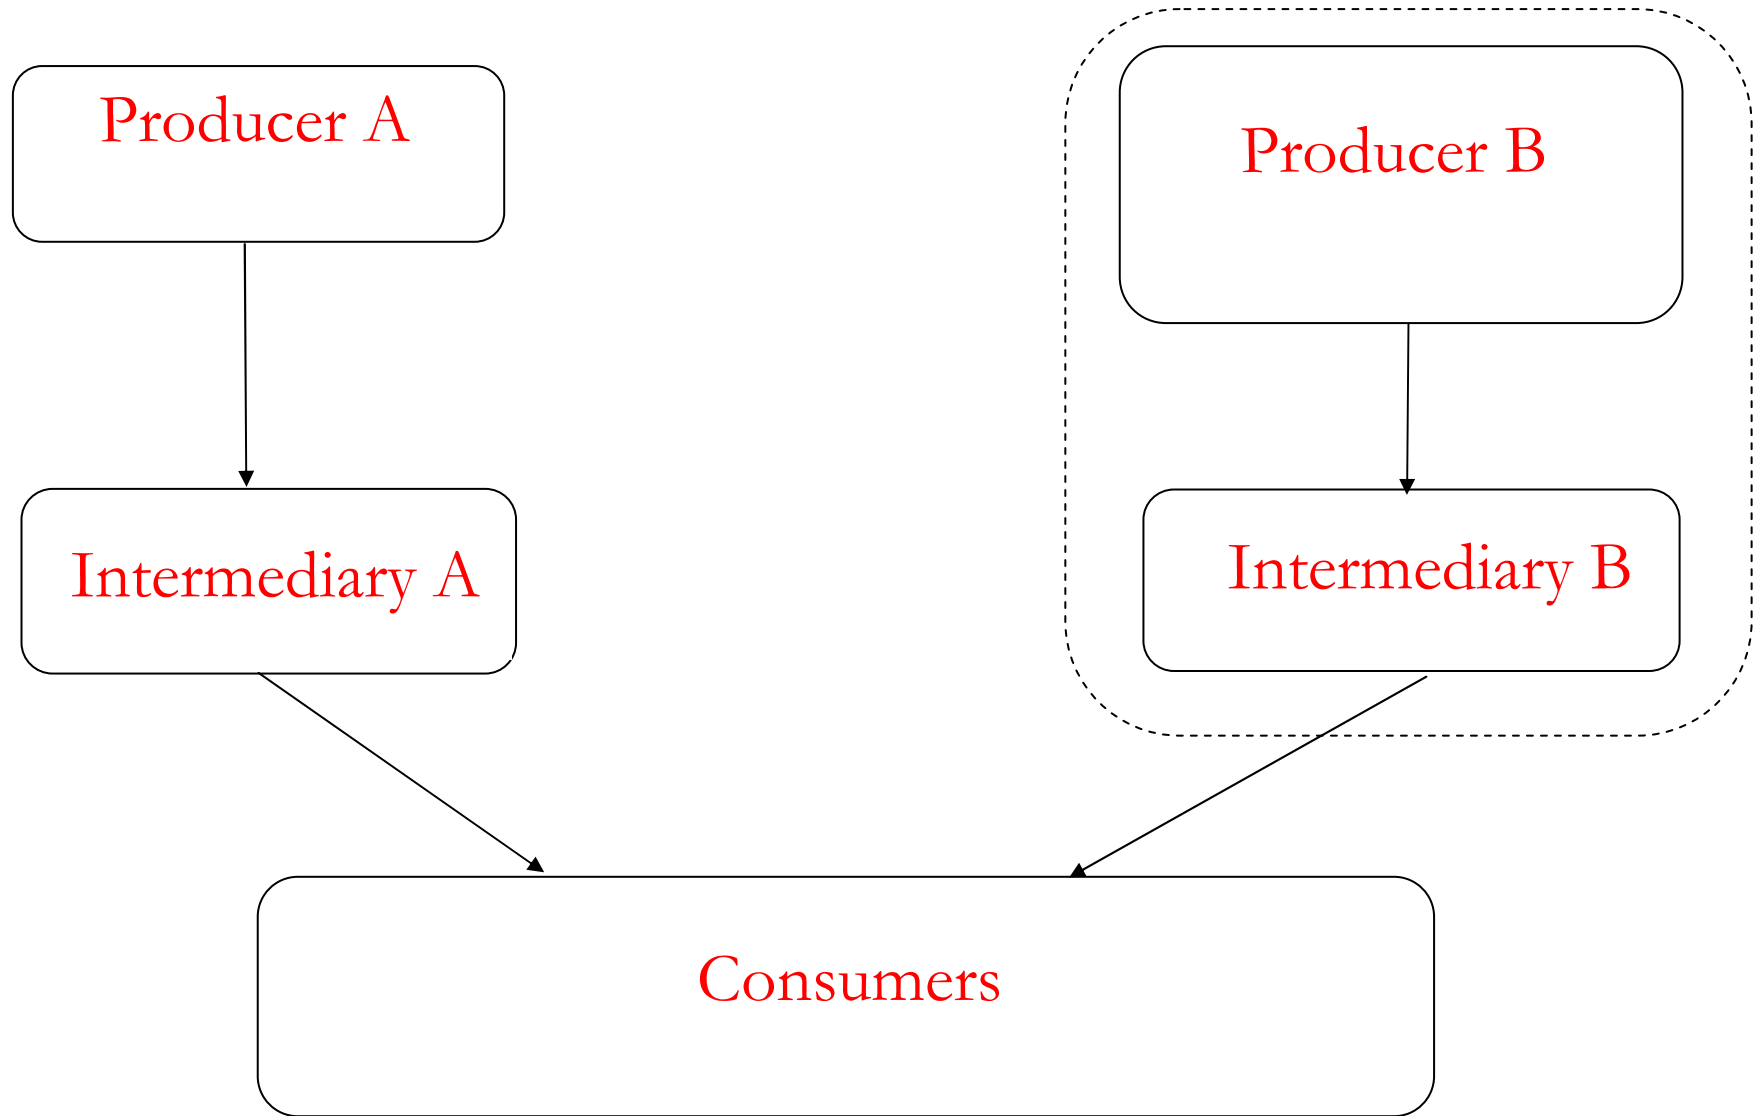 Producer A
Producer B
Intermediary A
Intermediary B
Consumers